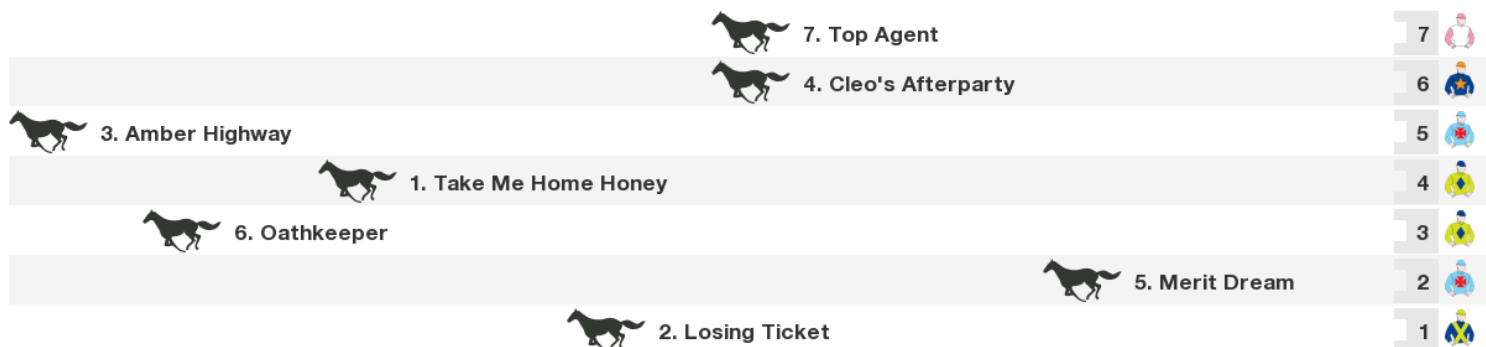 7. Top Agent 7
4. Cleo's Afterparty 6
3. Amber Highway 5
1. Take Me Home Honey 4
6. Oathkeeper 3
5. Merit Dream 2
2. Losing Ticket 1